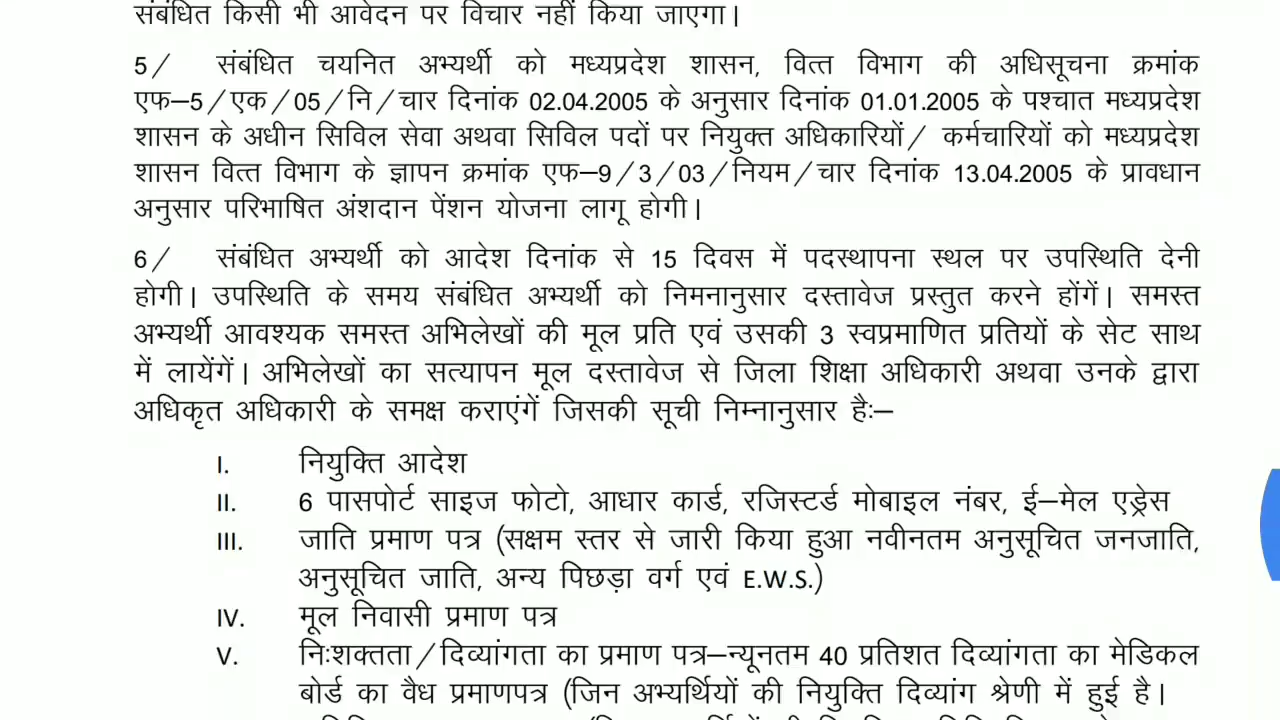 संबंधित किसी भी आवेदन पर विचार नहीं किया जाएगा।
5/ संबंधित चयनित अभ्यर्थी को मध्यप्रदेश शासन, वित्त विभाग की अधिसूचना क्रमांक
एफ–5/एक/05/नि/चार दिनांक 02.04.2005 के अनुसार दिनांक 01.01.2005 के पश्चात मध्यप्रदेश
शासन के अधीन सिविल सेवा अथवा सिविल पदों पर नियुक्त अधिकारियों/ कर्मचारियों को मध्यप्रदेश
शासन वित्त विभाग के ज्ञापन क्रमांक एफ–9/3/03/नियम/चार दिनांक 13.04.2005 के प्रावधान
अनुसार परिभाषित अंशदान पेंशन योजना लागू होगी।
6/ संबंधित अभ्यर्थी को आदेश दिनांक से 15 दिवस में पदस्थापना स्थल पर उपस्थिति देनी
होगी। उपस्थिति के समय संबंधित अभ्यर्थी को निमनानुसार दस्तावेज प्रस्तुत करने होंगें। समस्त
अभ्यर्थी आवश्यक समस्त अभिलेखों की मूल प्रति एवं उसकी 3 स्वप्रमाणित प्रतियों के सेट साथ
में लायेंगें। अभिलेखों का सत्यापन मूल दस्तावेज से जिला शिक्षा अधिकारी अथवा उनके द्वारा
अधिकृत अधिकारी के समक्ष कराएंगें जिसकी सूची निम्नानुसार हैः–
I. नियुक्ति आदेश
II. 6 पासपोर्ट साइज फोटो, आधार कार्ड, रजिस्टर्ड मोबाइल नंबर, ई–मेल एड्रेस
III. जाति प्रमाण पत्र (सक्षम स्तर से जारी किया हुआ नवीनतम अनुसूचित जनजाति,
अनुसूचित जाति, अन्य पिछड़ा वर्ग एवं E.W.S.)
IV. मूल निवासी प्रमाण पत्र
V. निःशक्तता/दिव्यांगता का प्रमाण पत्र–न्यूनतम 40 प्रतिशत दिव्यांगता का मेडिकल
बोर्ड का वैध प्रमाणपत्र (जिन अभ्यर्थियों की नियुक्ति दिव्यांग श्रेणी में हुई है।